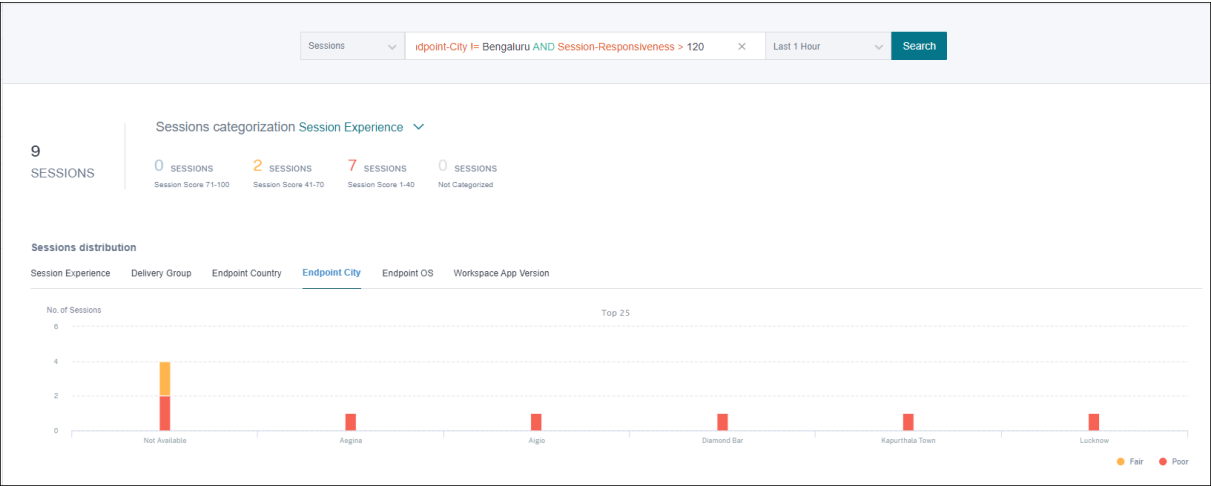 Sessions
dpoint-City != Bengaluru AND Session-Responsiveness > 120
Last 1 Hour
Search
9
SESSIONS
Sessions categorization Session Experience
0 SESSIONS
Session Score 71-100
2 SESSIONS
Session Score 41-70
7 SESSIONS
Session Score 1-40
0 SESSIONS
Not Categorized
Sessions distribution
Session Experience Delivery Group Endpoint Country Endpoint City Endpoint OS Workspace App Version
No. of Sessions
Top 25
6
4
2
0
Not Available Aegina Aigio Diamond Bar Kapurthala Town Lucknow
Fair Poor